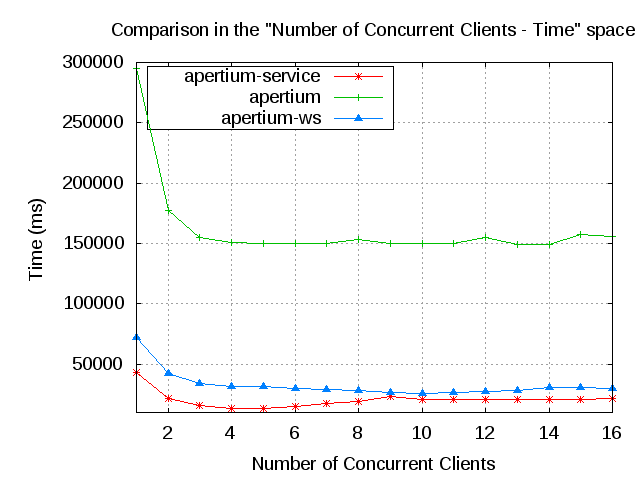 Comparison in the "Number of Concurrent Clients - Time" space
300000
250000
200000
150000
100000
50000
Time (ms)
apertium-service
apertium
apertium-ws
2 4 6 8 10 12 14 16
Number of Concurrent Clients